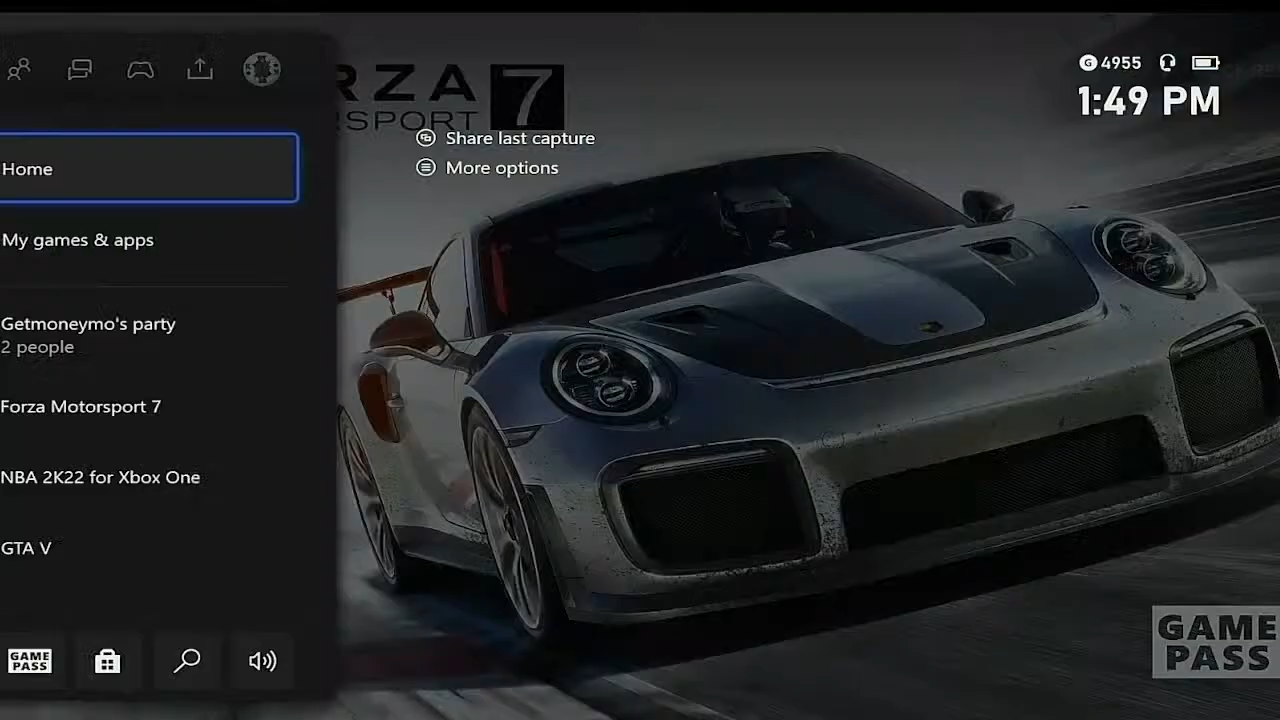 4955
1:49 PM
RZA 7
RSPORT
Share last capture
More options
Home
My games & apps
Getmoneymo's party
2 people
Forza Motorsport 7
NBA 2K22 for Xbox One
GTA V
GAME
PASS
GAME
PASS